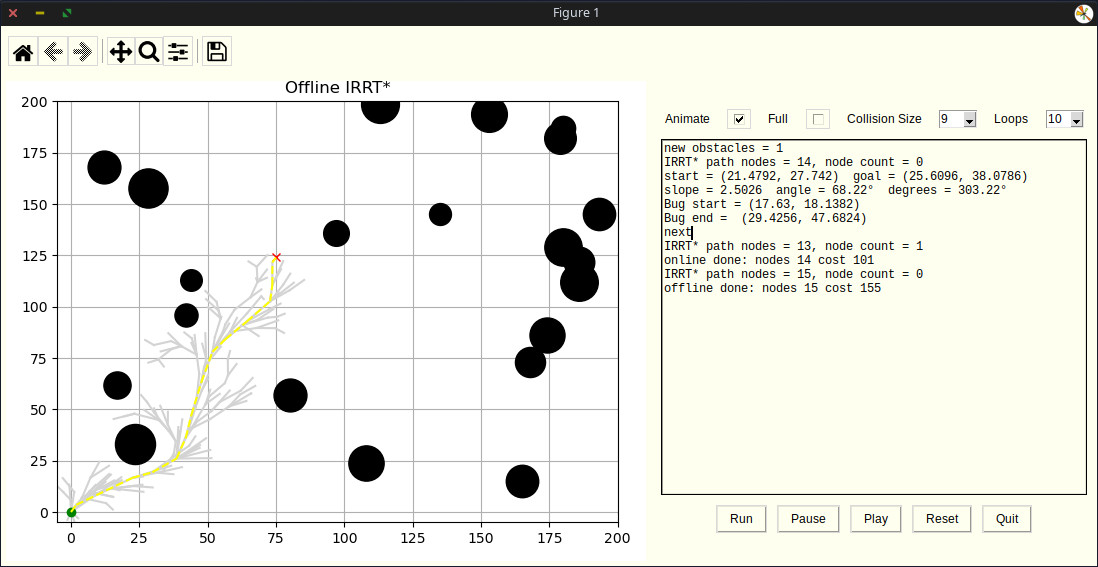 Figure 1
Offline IRRT*
200
175
150
125
100
75
50
25
0
0 25 50 75 100 125 150 175 200
Animate Full Collision Size 9 Loops 10
new obstacles = 1
IRRT* path nodes = 14, node count = 0
start = (21.4792, 27.742)  goal = (25.6096, 38.0786)
slope = 2.5026  angle = 68.22°  degrees = 303.22°
Bug start = (17.63, 18.1382)
Bug end =  (29.4256, 47.6824)
next
IRRT* path nodes = 13, node count = 1
online done: nodes 14 cost 101
IRRT* path nodes = 15, node count = 0
offline done: nodes 15 cost 155
Run Pause Play Reset Quit